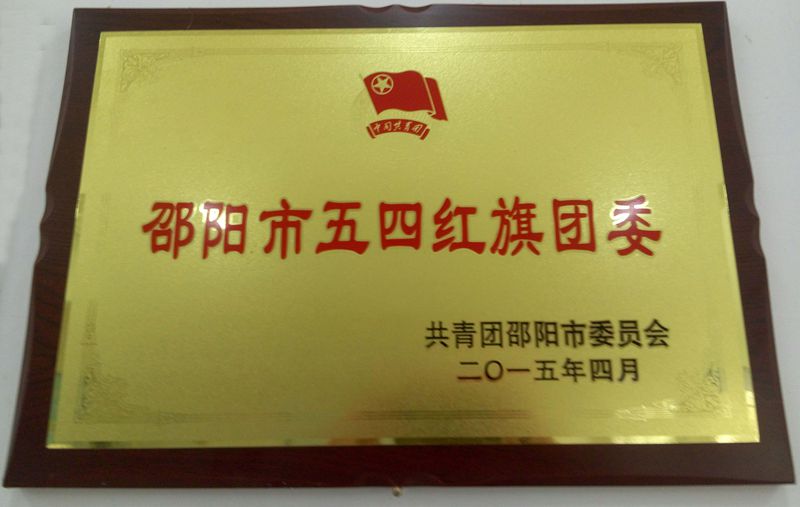 中国共青团
邵阳市五四红旗团委
共青团邵阳市委员会
二〇一五年四月